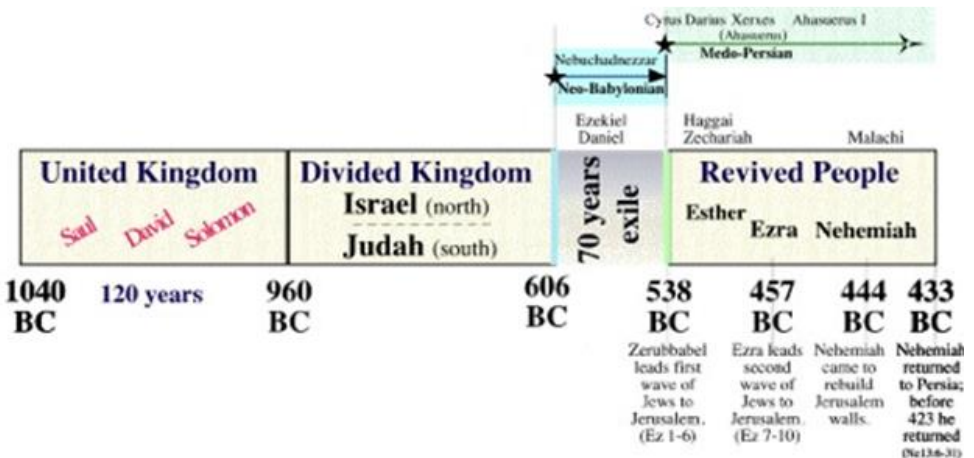 Cyrus Darius Xerxes Ahasuerus I
(Ahasuerus)
Medo-Persian
Nebuchadnezzar
Neo-Babylonian
Ezekiel
Daniel
Haggai
Zechariah
Malachi
United Kingdom
Saul
David
Solomon
Divided Kingdom
Israel (north)
Judah (south)
70 years
exile
Revived People
Esther
Ezra
Nehemiah
1040
BC
120 years
960
BC
606
BC
538
BC
457
BC
444
BC
433
BC
Zerubbabel
leads first
wave of
Jews to
Jerusalem.
(Ez 1-6)
Ezra leads
second
wave of
Jews to
Jerusalem.
(Ez 7-10)
Nehemiah
came to
rebuild
Jerusalem
walls.
Nehemiah
returned
to Persia;
before
423 he
returned
(Ne13:6-31)